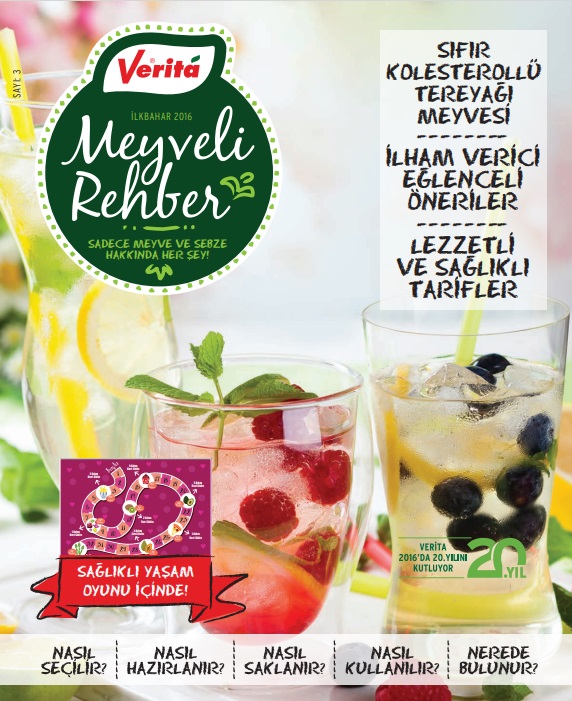 SAYI: 3
Verita
İLKBAHAR 2016
Meyveli
Rehber
SADECE MEYVE VE SEBZE
HAKKINDA HER ŞEY!
SIFIR
KOLESTEROLLÜ
TEREYAĞI
MEYVESİ
İLHAM VERİCİ
EĞLENCELİ
ÖNERİLER
LEZZETLİ
VE SAĞLIKLI
TARİFLER
SAĞLIKLI YAŞAM
OYUNU İÇİNDE!
VERİTA
2016'DA 20.YILINI
KUTLUYOR
20.YIL
NASIL
SEÇİLİR?
NASIL
HAZIRLANIR?
NASIL
SAKLANIR?
NASIL
KULLANILIR?
NEREDE
BULUNUR?